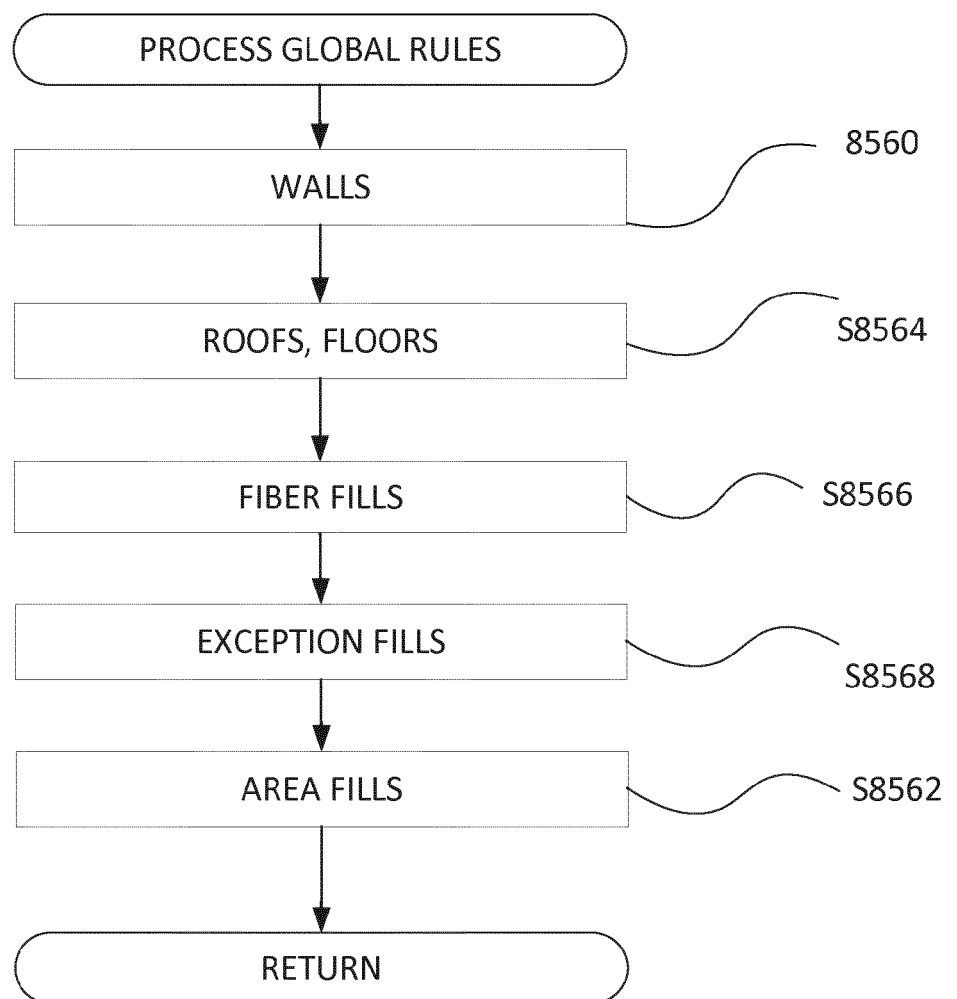 PROCESS GLOBAL RULES
8560
WALLS
S8564
ROOFS, FLOORS
FIBER FILLS
S8566
EXCEPTION FILLS
S8568
AREA FILLS
S8562
RETURN